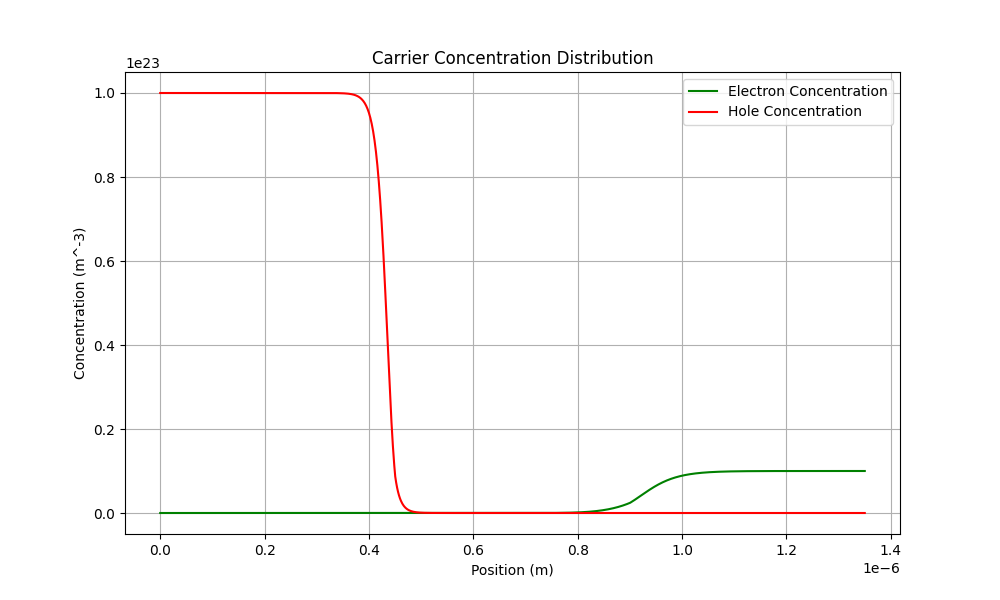 Carrier Concentration Distribution
1e23
Electron Concentration
Hole Concentration
1.0
0.8
0.6
0.4
0.2
0.0
Concentration (m^-3)
0.0 0.2 0.4 0.6 0.8 1.0 1.2 1.4
1e−6
Position (m)